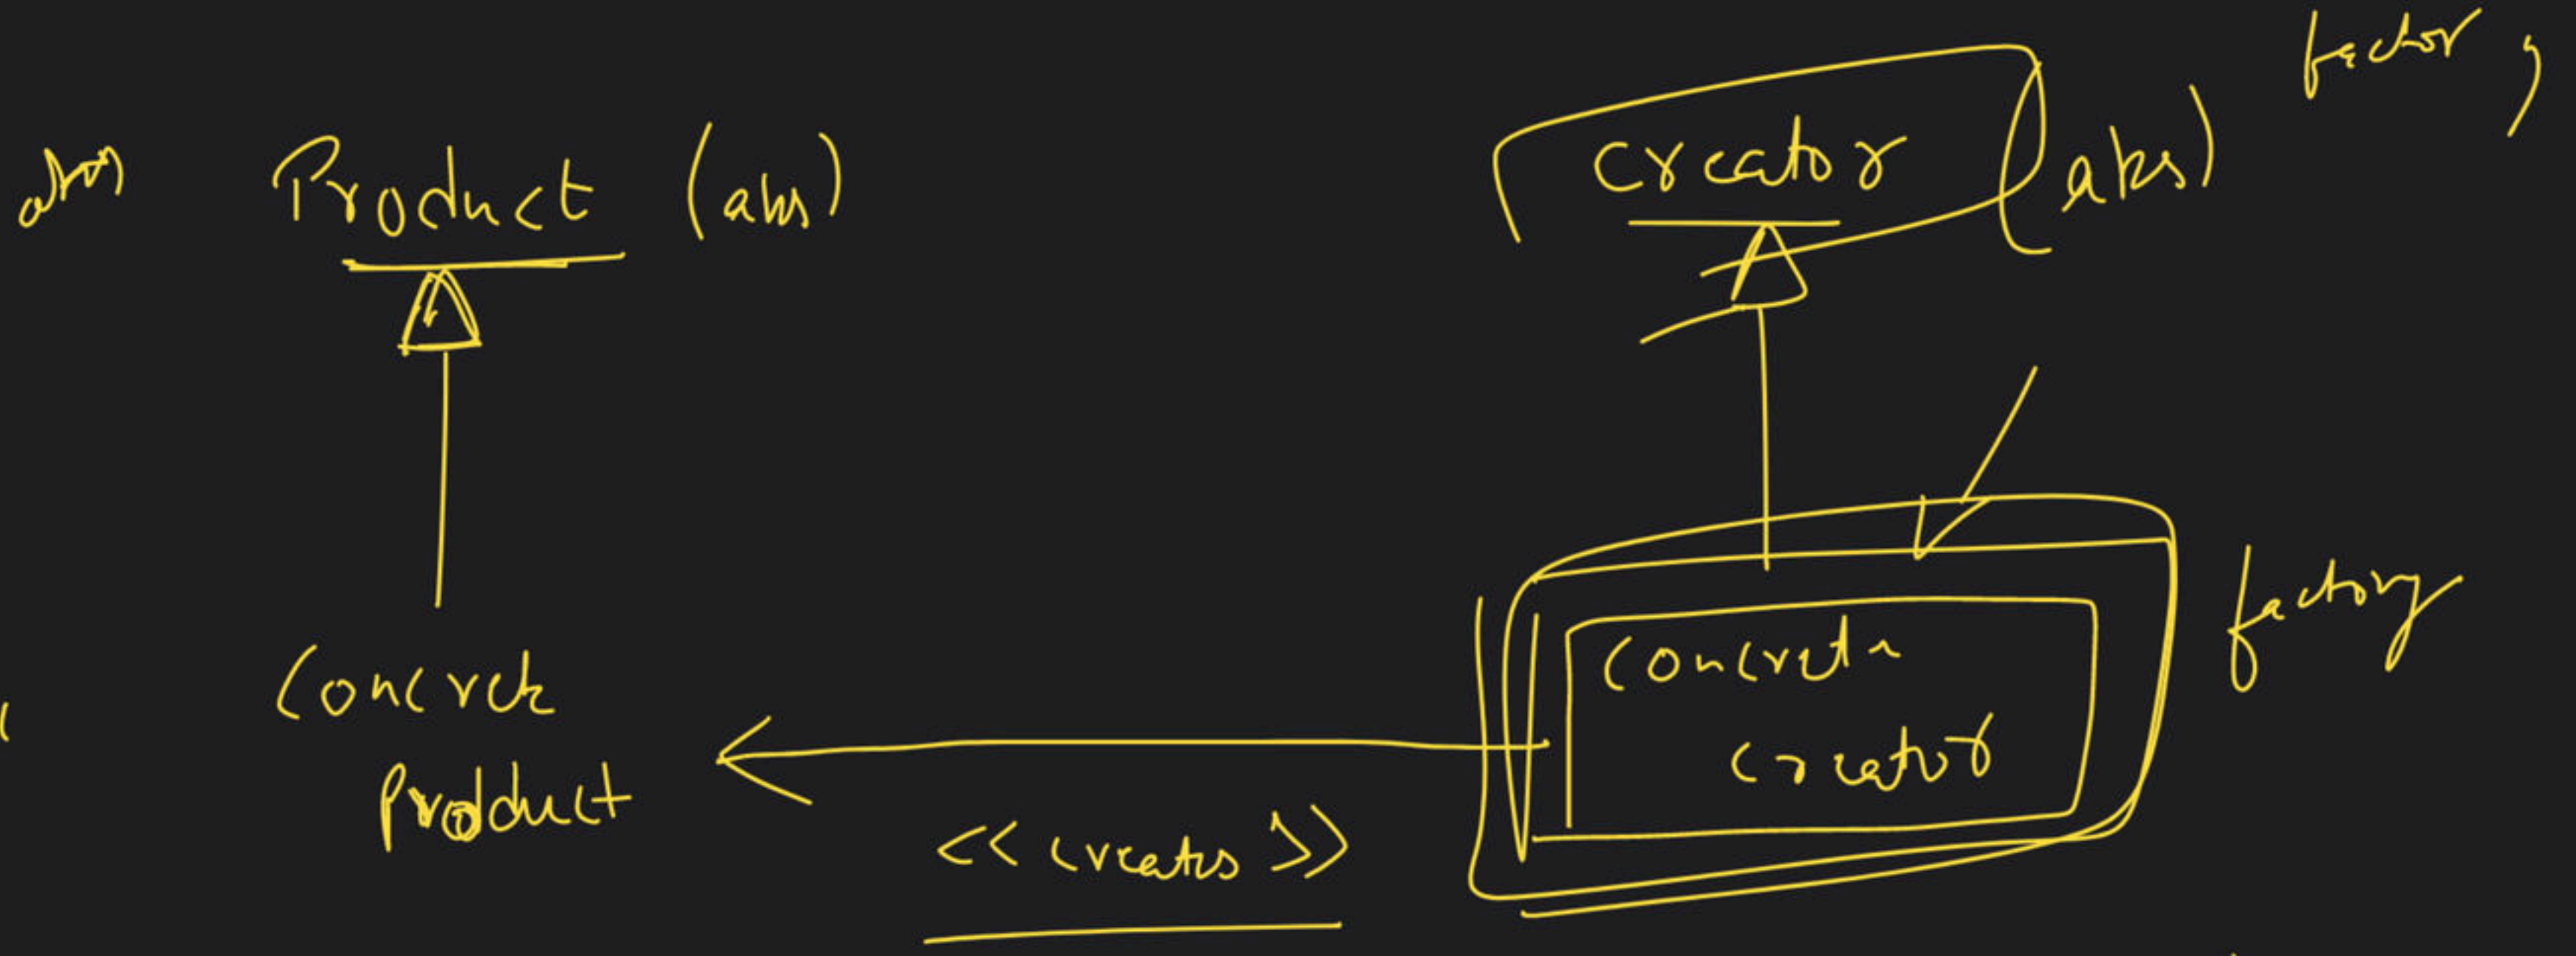 factory
Product (abs)
Creator (abs)
Concrete
Product
Concrete
Creator
factory
<< creates >>